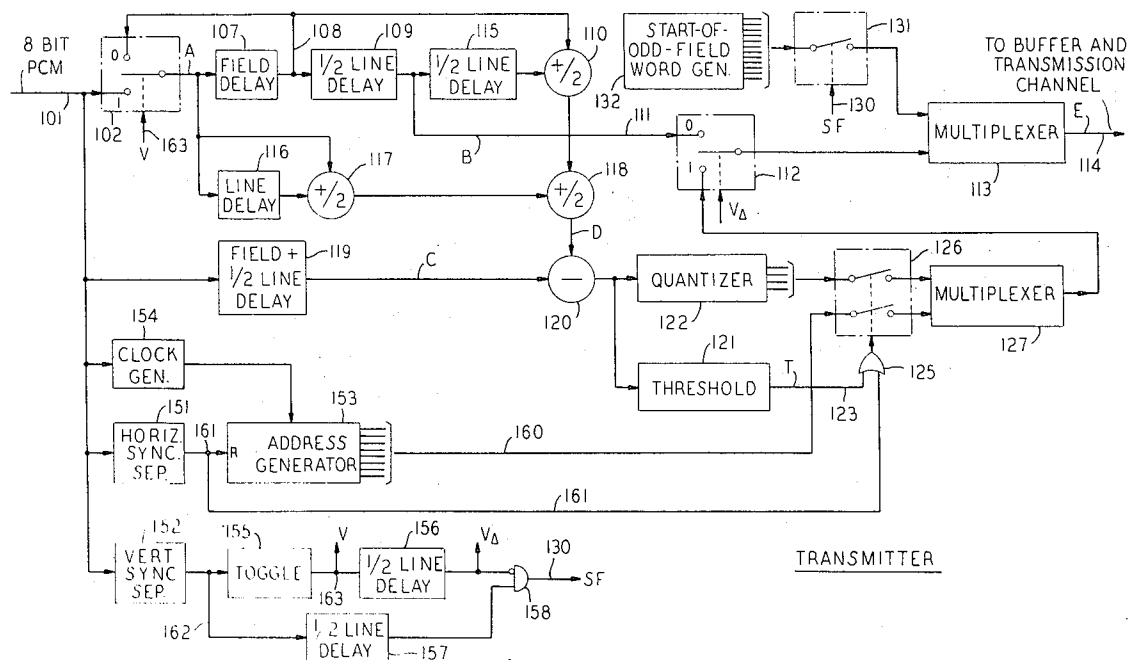 8 BIT
PCM
101
0
1
102
V
163
A
107
FIELD
DELAY
108
109
1/2 LINE
DELAY
115
1/2 LINE
DELAY
110
+/2
START-OF-
ODD-FIELD
WORD GEN.
132
131
130
SF
TO BUFFER AND
TRANSMISSION
CHANNEL
E
114
MULTIPLEXER
113
111
B
0
1
112
VΔ
116
LINE
DELAY
117
+/2
118
+/2
D
FIELD +
1/2 LINE
DELAY
119
C
−
120
QUANTIZER
122
126
MULTIPLEXER
127
121
THRESHOLD
T
123
125
154
CLOCK
GEN.
151
HORIZ.
SYNC.
SEP.
161
153
R
ADDRESS
GENERATOR
160
161
152
VERT
SYNC
SEP.
162
155
TOGGLE
V
163
156
1/2 LINE
DELAY
VΔ
130
SF
158
1/2 LINE
DELAY
157
TRANSMITTER